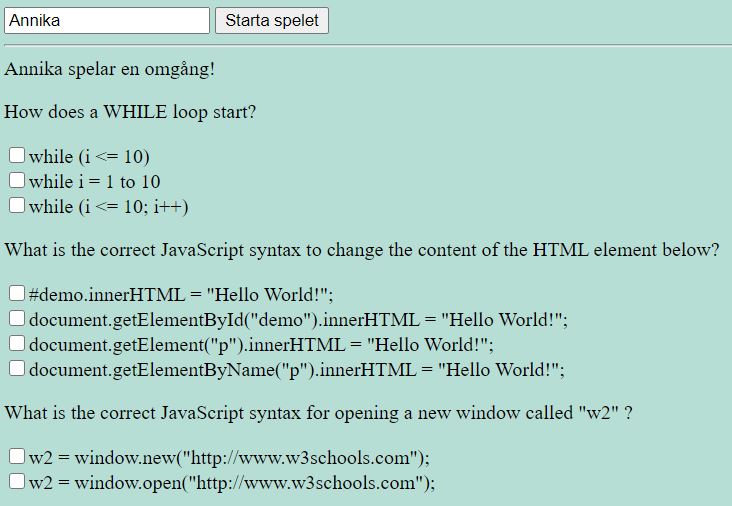 Annika Starta spelet
Annika spelar en omgång!
How does a WHILE loop start?
while (i <= 10)
while i = 1 to 10
while (i <= 10; i++)
What is the correct JavaScript syntax to change the content of the HTML element below?
#demo.innerHTML = "Hello World!";
document.getElementById("demo").innerHTML = "Hello World!";
document.getElement("p").innerHTML = "Hello World!";
document.getElementByName("p").innerHTML = "Hello World!";
What is the correct JavaScript syntax for opening a new window called "w2" ?
w2 = window.new("http://www.w3schools.com");
w2 = window.open("http://www.w3schools.com");